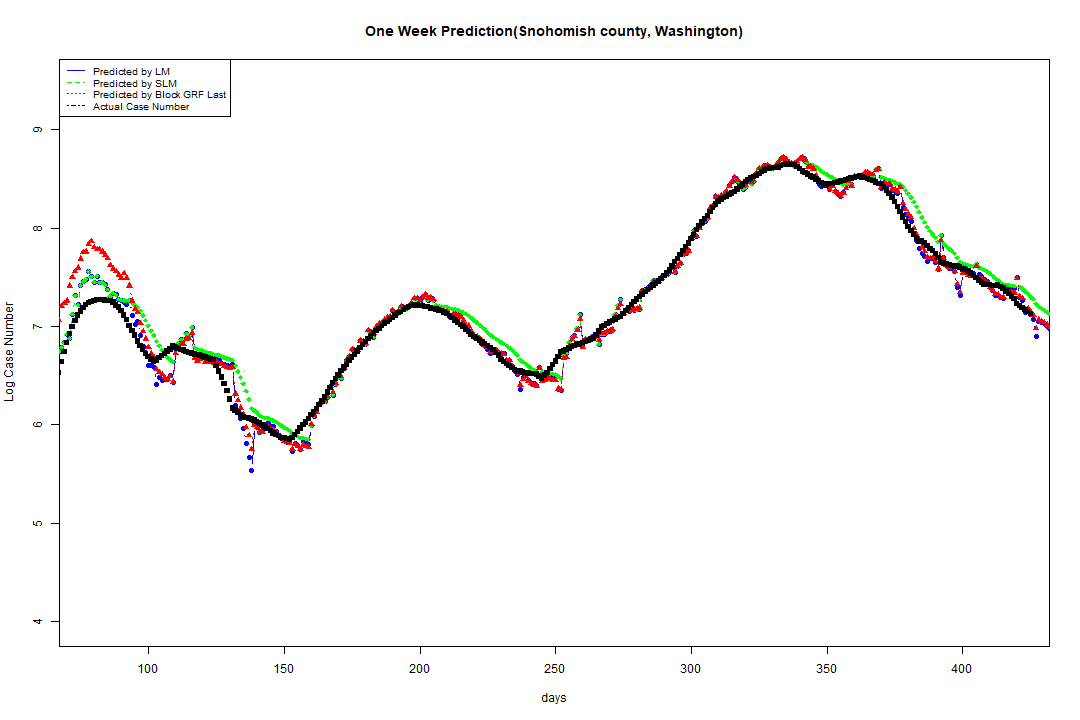 One Week Prediction(Snohomish county, Washington)
Predicted by LM
Predicted by SLM
Predicted by Block GRF Last
Actual Case Number
9
8
7
6
5
4
Log Case Number
100 150 200 250 300 350 400
days